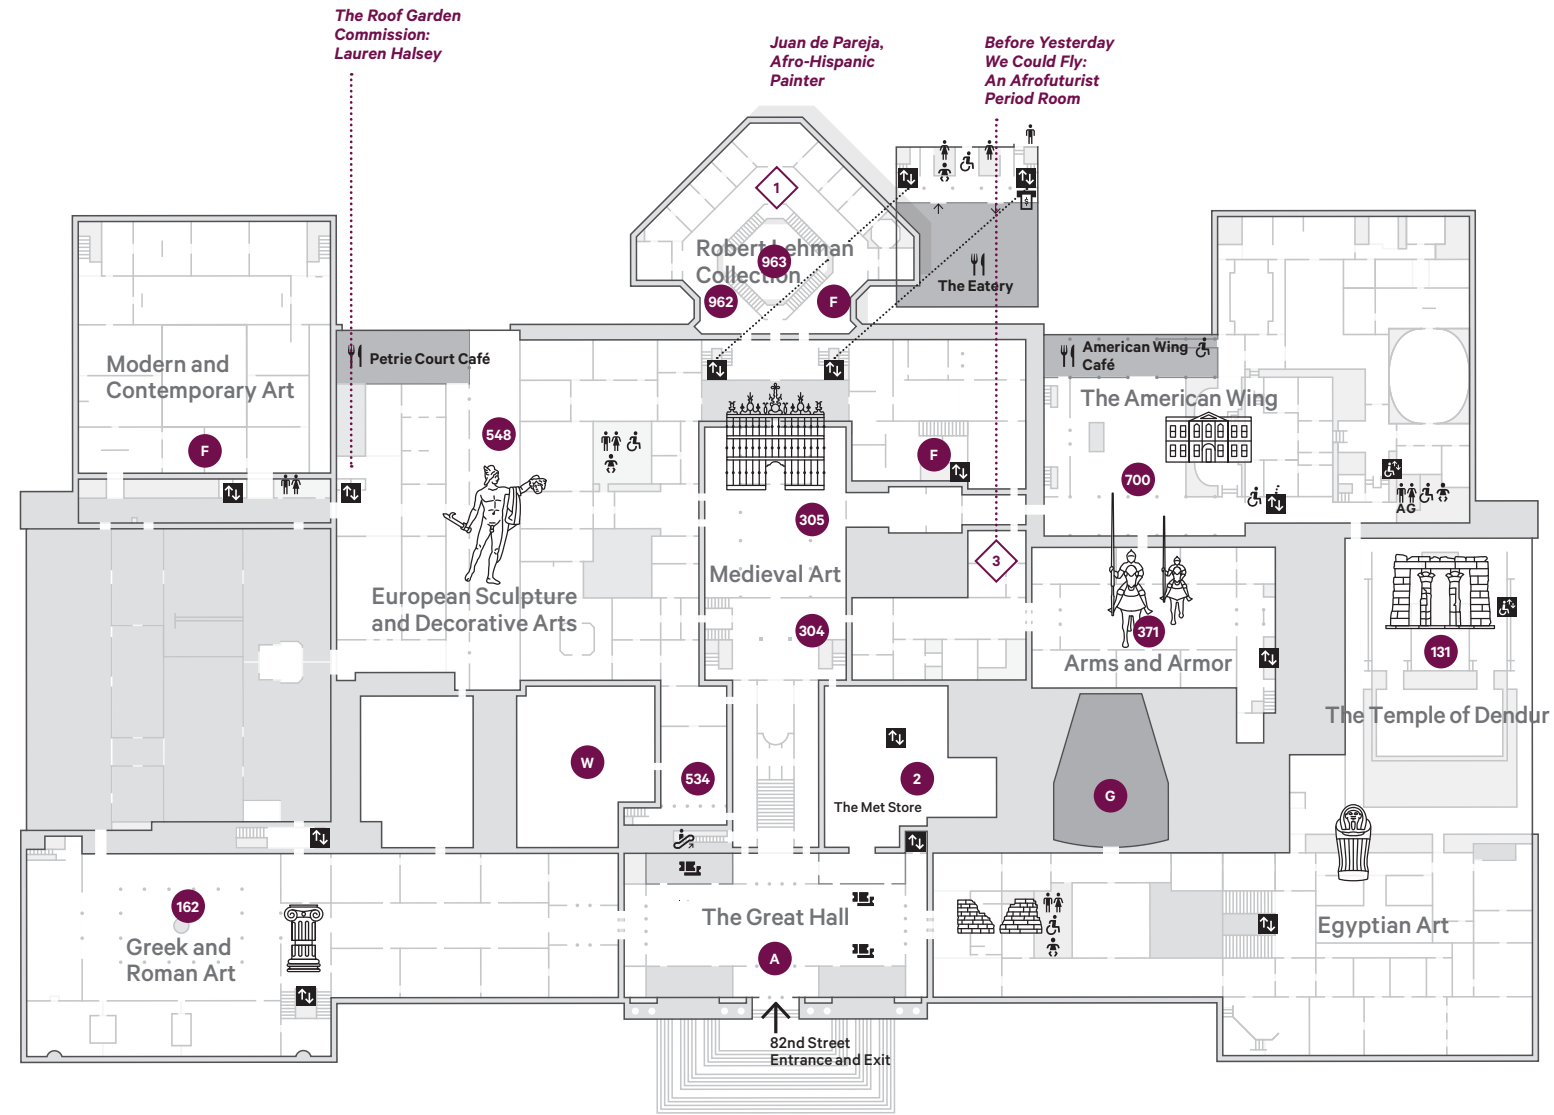 The Roof Garden
Commission:
Lauren Halsey
Juan de Pareja,
Afro-Hispanic
Painter
Before Yesterday
We Could Fly:
An Afrofuturist
Period Room
1
Robert Lehman
Collection
963
962
F
The Eatery
Modern and
Contemporary Art
F
Petrie Court Café
American Wing
Café
The American Wing
548
F
700
AG
305
3
Medieval Art
European Sculpture
and Decorative Arts
304
371
Arms and Armor
131
The Temple of Dendur
W
534
2
The Met Store
G
162
Greek and
Roman Art
The Great Hall
A
Egyptian Art
82nd Street
Entrance and Exit